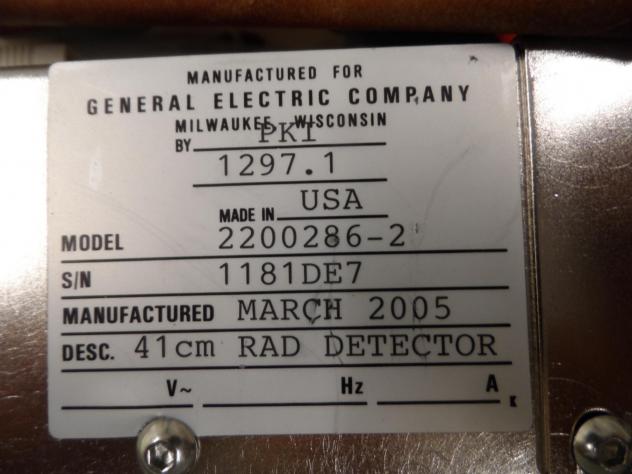 MANUFACTURED FOR
GENERAL ELECTRIC COMPANY
MILWAUKEE, WISCONSIN
BY PKI
1297.1
MADE IN USA
MODEL 2200286-2
S/N 1181DE7
MANUFACTURED MARCH 2005
DESC. 41cm RAD DETECTOR
V~ Hz A
K